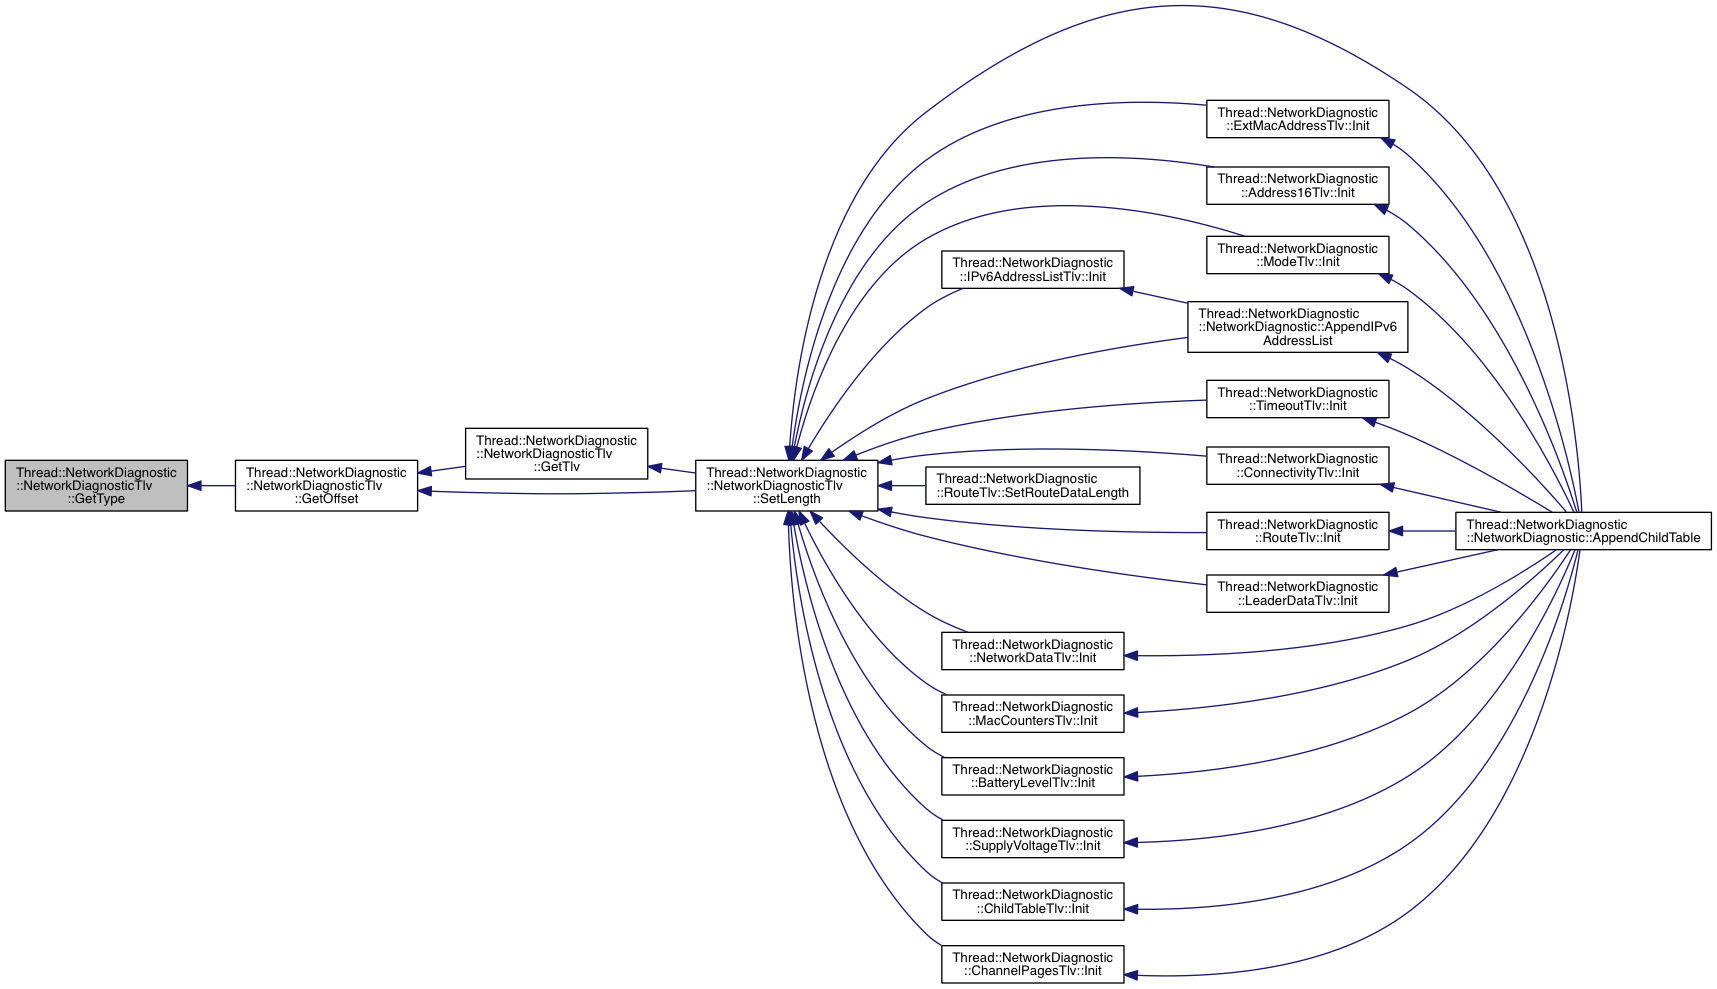 Thread::NetworkDiagnostic
::NetworkDiagnosticTlv
::GetType
Thread::NetworkDiagnostic
::NetworkDiagnosticTlv
::GetOffset
Thread::NetworkDiagnostic
::NetworkDiagnosticTlv
::GetTlv
Thread::NetworkDiagnostic
::NetworkDiagnosticTlv
::SetLength
Thread::NetworkDiagnostic
::ExtMacAddressTlv::Init
Thread::NetworkDiagnostic
::Address16Tlv::Init
Thread::NetworkDiagnostic
::ModeTlv::Init
Thread::NetworkDiagnostic
::IPv6AddressListTlv::Init
Thread::NetworkDiagnostic
::NetworkDiagnostic::AppendIPv6
AddressList
Thread::NetworkDiagnostic
::TimeoutTlv::Init
Thread::NetworkDiagnostic
::ConnectivityTlv::Init
Thread::NetworkDiagnostic
::RouteTlv::SetRouteDataLength
Thread::NetworkDiagnostic
::RouteTlv::Init
Thread::NetworkDiagnostic
::NetworkDiagnostic::AppendChildTable
Thread::NetworkDiagnostic
::LeaderDataTlv::Init
Thread::NetworkDiagnostic
::NetworkDataTlv::Init
Thread::NetworkDiagnostic
::MacCountersTlv::Init
Thread::NetworkDiagnostic
::BatteryLevelTlv::Init
Thread::NetworkDiagnostic
::SupplyVoltageTlv::Init
Thread::NetworkDiagnostic
::ChildTableTlv::Init
Thread::NetworkDiagnostic
::ChannelPagesTlv::Init